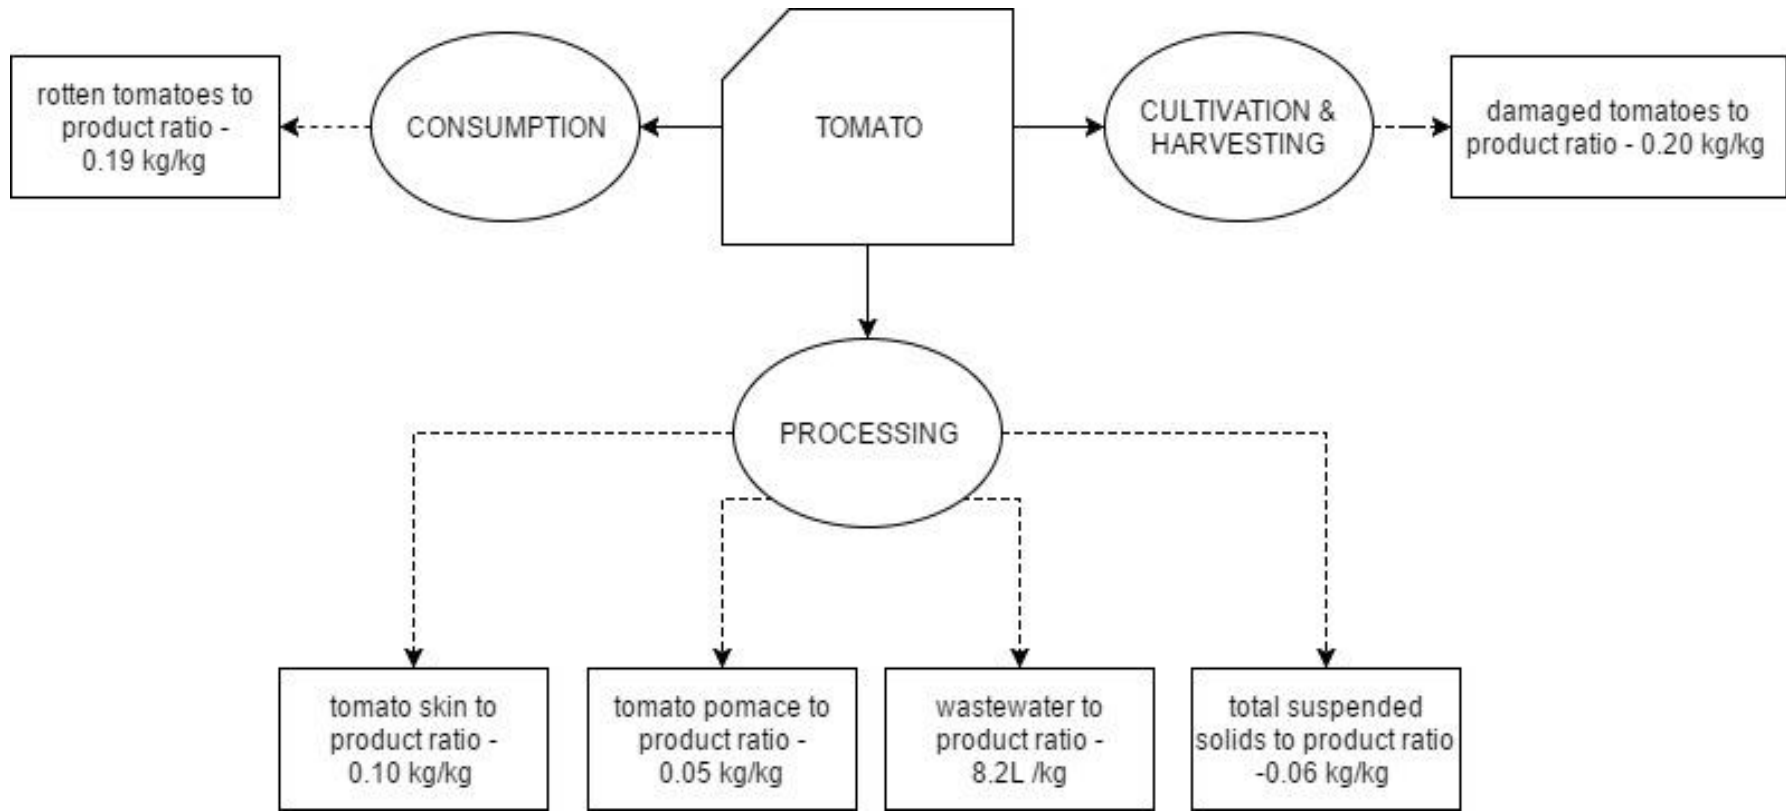 rotten tomatoes to
product ratio -
0.19 kg/kg
CONSUMPTION
TOMATO
CULTIVATION &
HARVESTING
damaged tomatoes to
product ratio - 0.20 kg/kg
PROCESSING
tomato skin to
product ratio -
0.10 kg/kg
tomato pomace to
product ratio -
0.05 kg/kg
wastewater to
product ratio -
8.2L /kg
total suspended
solids to product ratio
-0.06 kg/kg